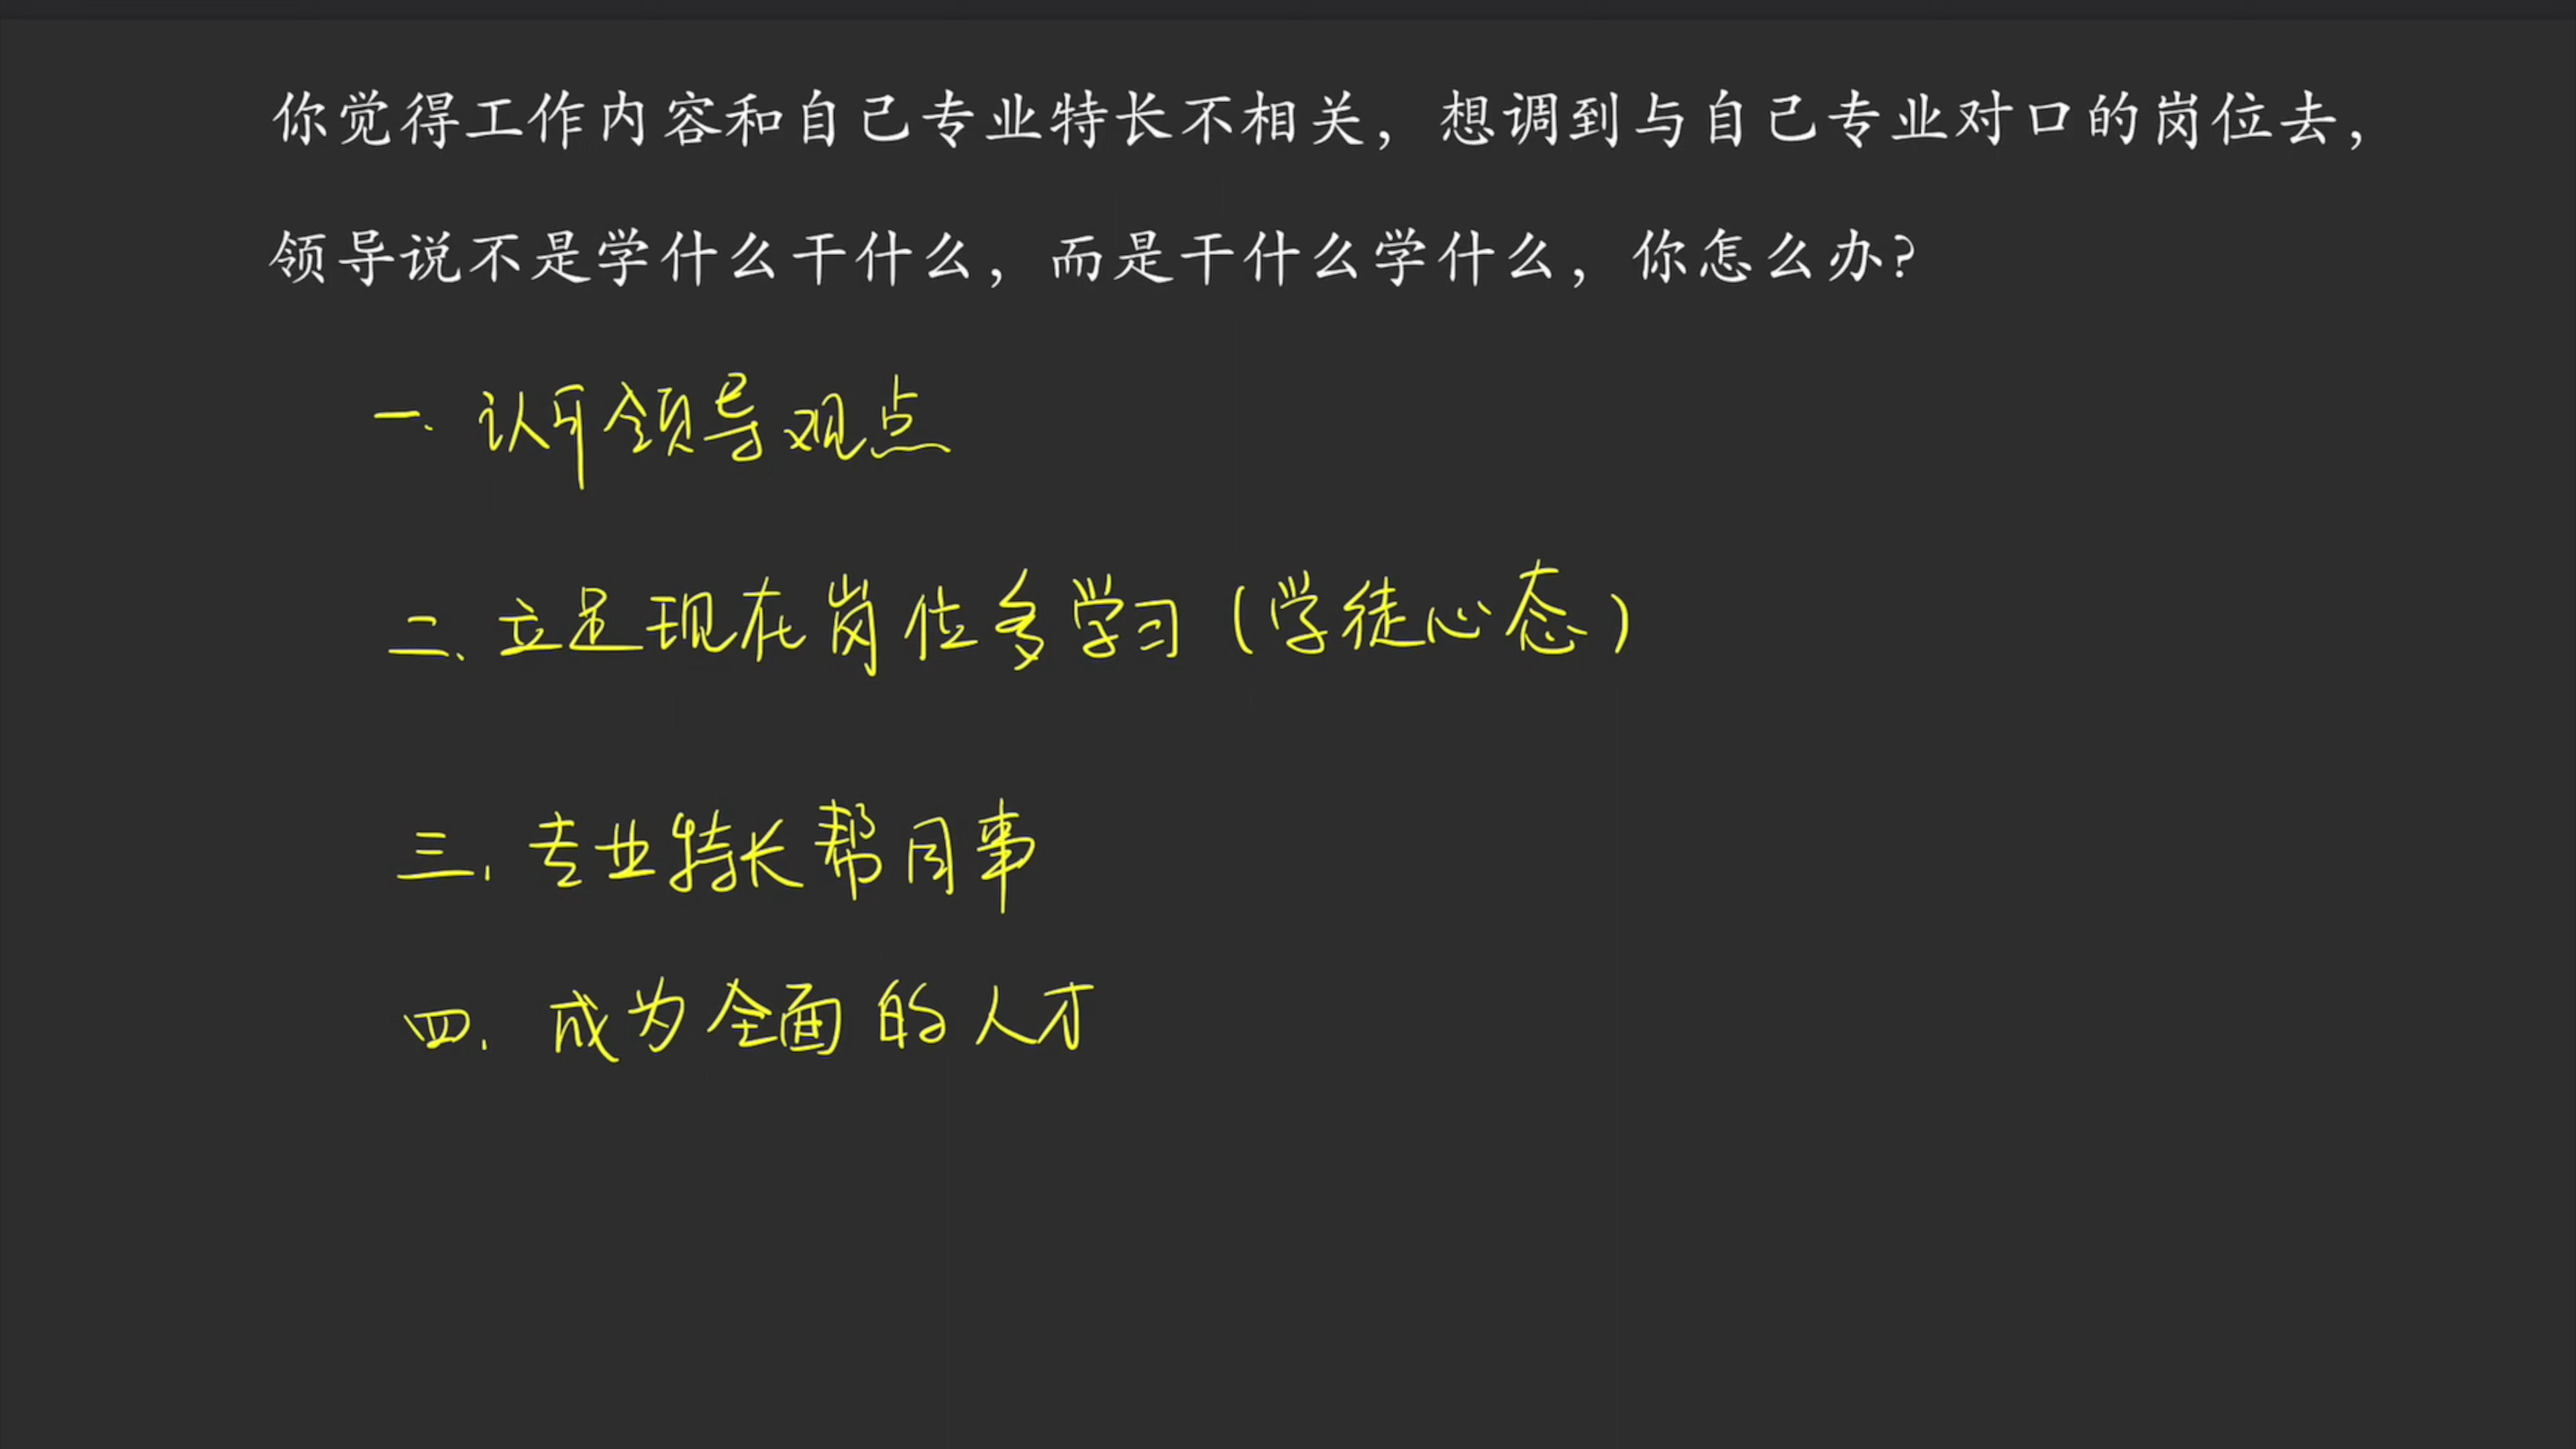 你觉得工作内容和自己专业特长不相关，想调到与自己专业对口的岗位去，
领导说不是学什么干什么，而是干什么学什么，你怎么办？
一、认可领导观点
二、立足现在岗位多学习（学徒心态）
三、专业特长帮同事
四、成为全面的人才